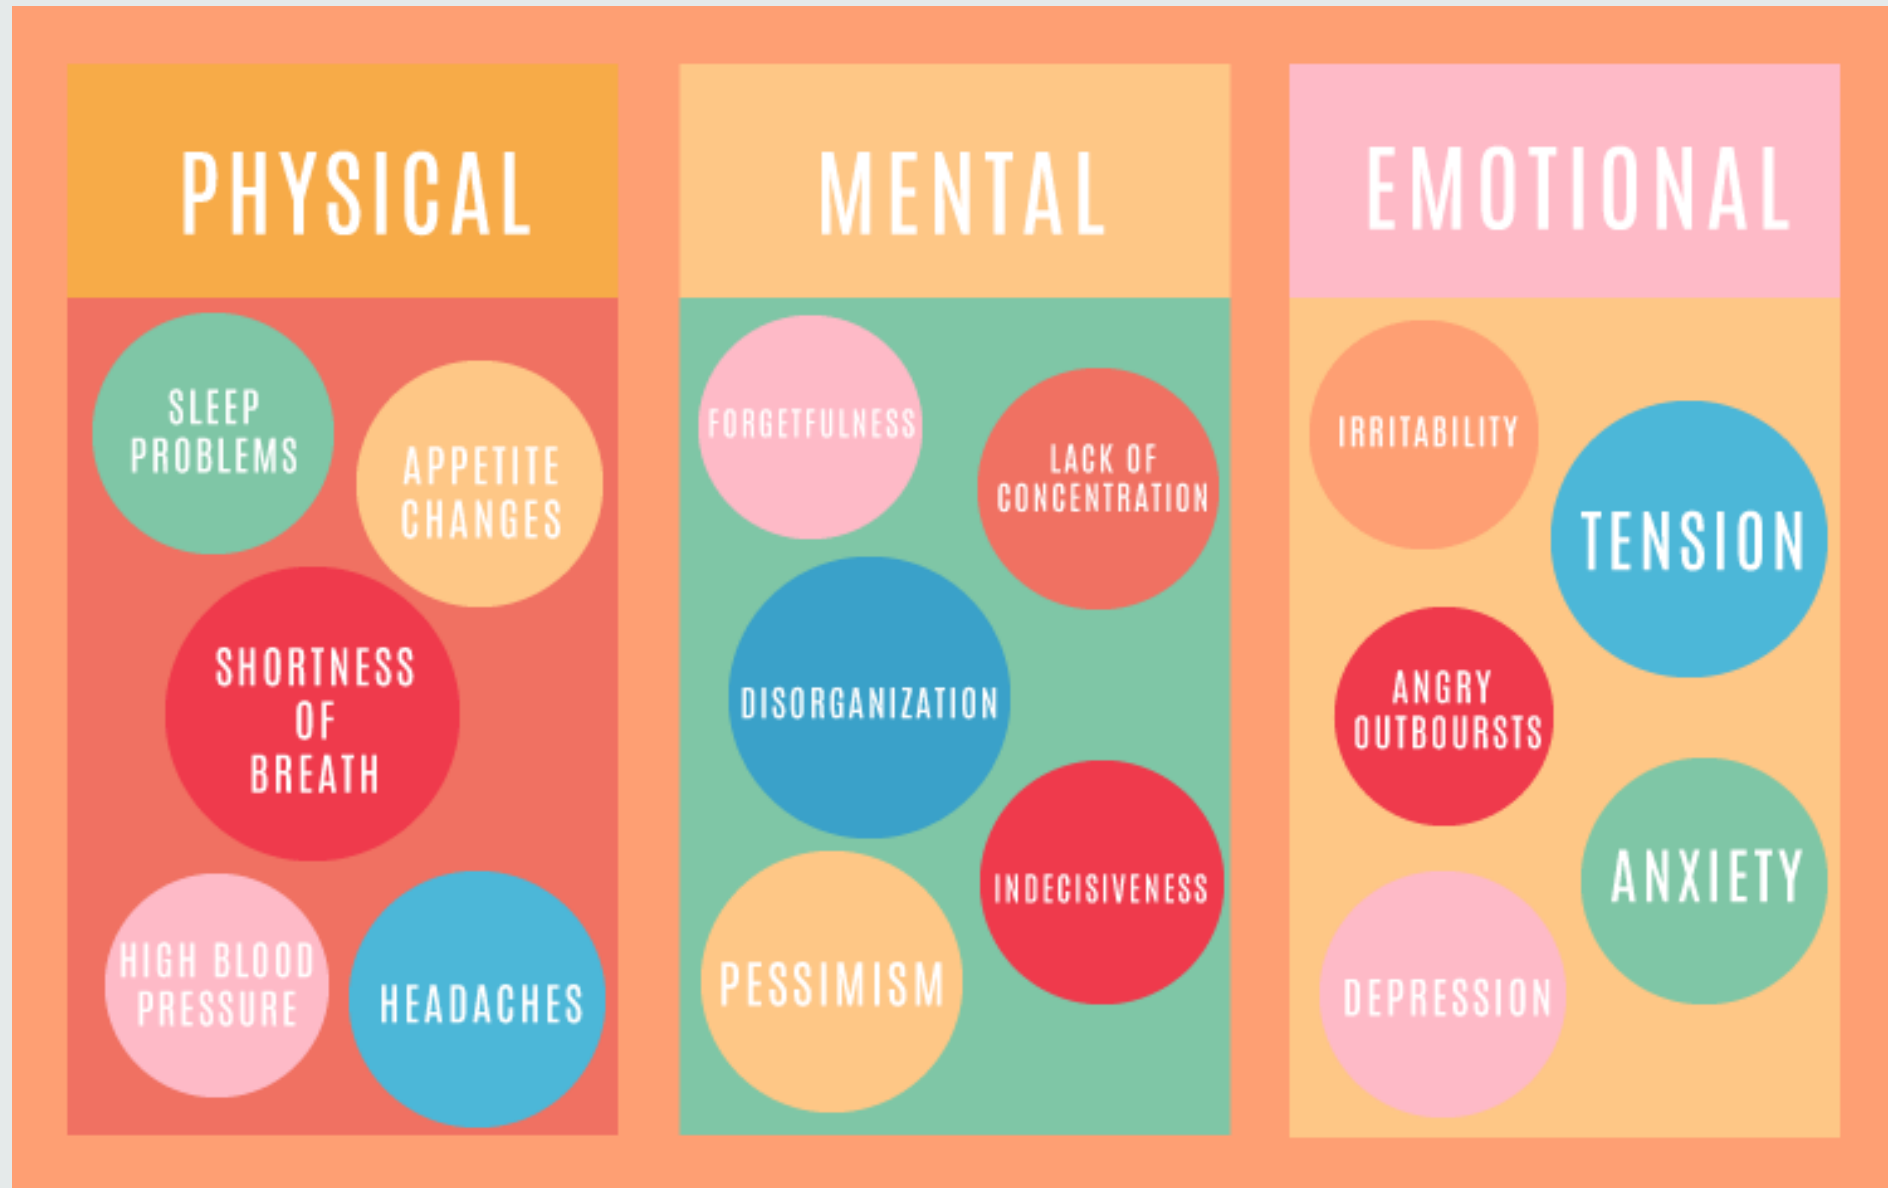 PHYSICAL
SLEEP
PROBLEMS
APPETITE
CHANGES
SHORTNESS
OF
BREATH
HIGH BLOOD
PRESSURE
HEADACHES
MENTAL
FORGETFULNESS
LACK OF
CONCENTRATION
DISORGANIZATION
INDECISIVENESS
PESSIMISM
EMOTIONAL
IRRITABILITY
TENSION
ANGRY
OUTBOURSTS
ANXIETY
DEPRESSION